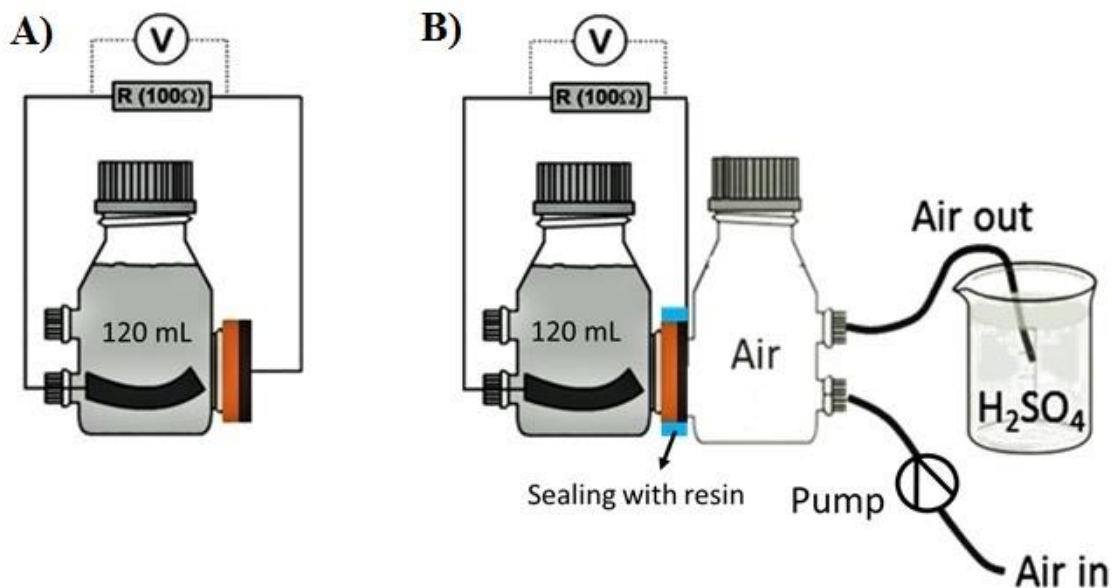 A)
V
R (100Ω)
120 mL
B)
V
R (100Ω)
120 mL
Air
Air out
H₂SO₄
Sealing with resin
Pump
Air in